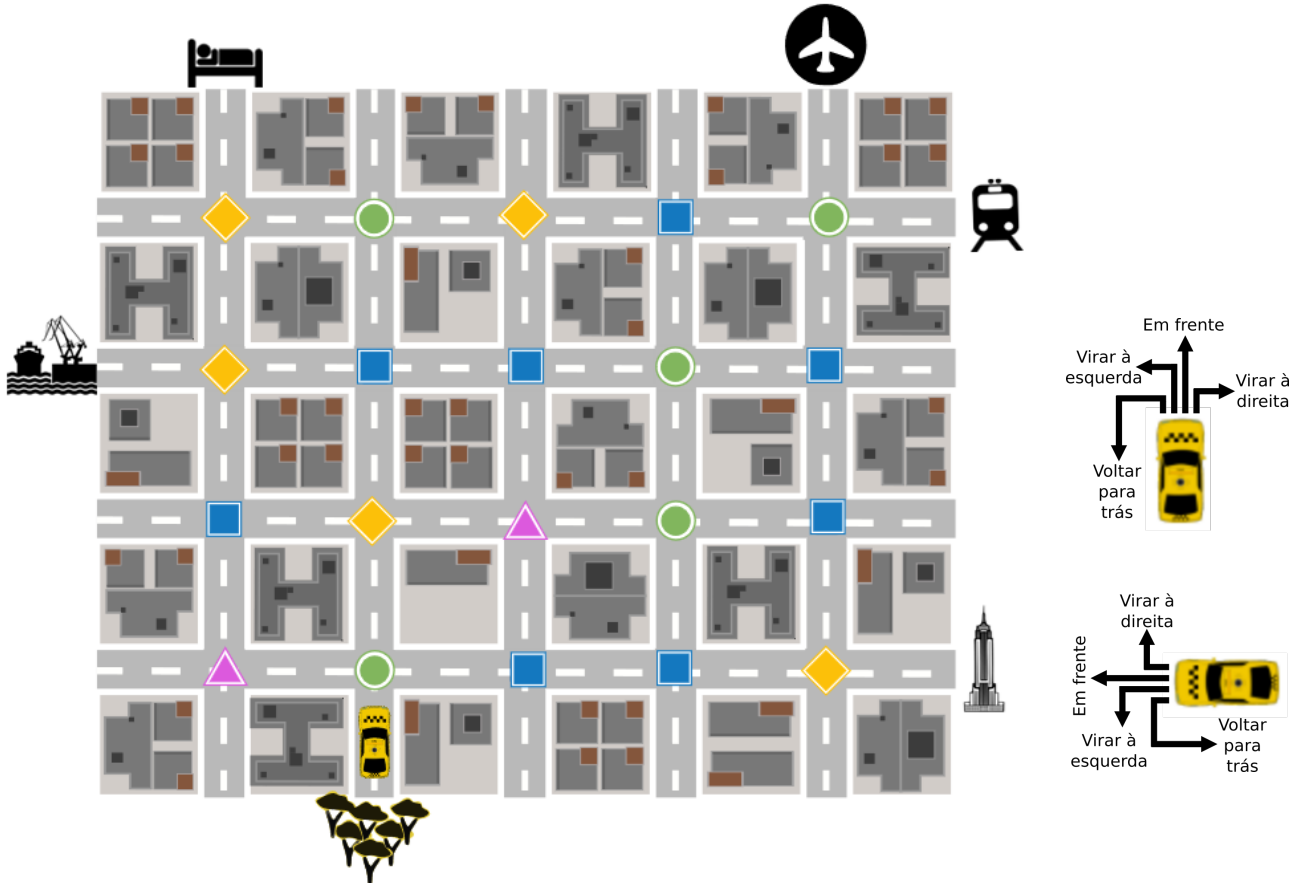 Em frente
Virar à
esquerda
Virar à
direita
Voltar
para
trás
Virar à
direita
Em frente
Virar à
esquerda
Voltar
para
trás